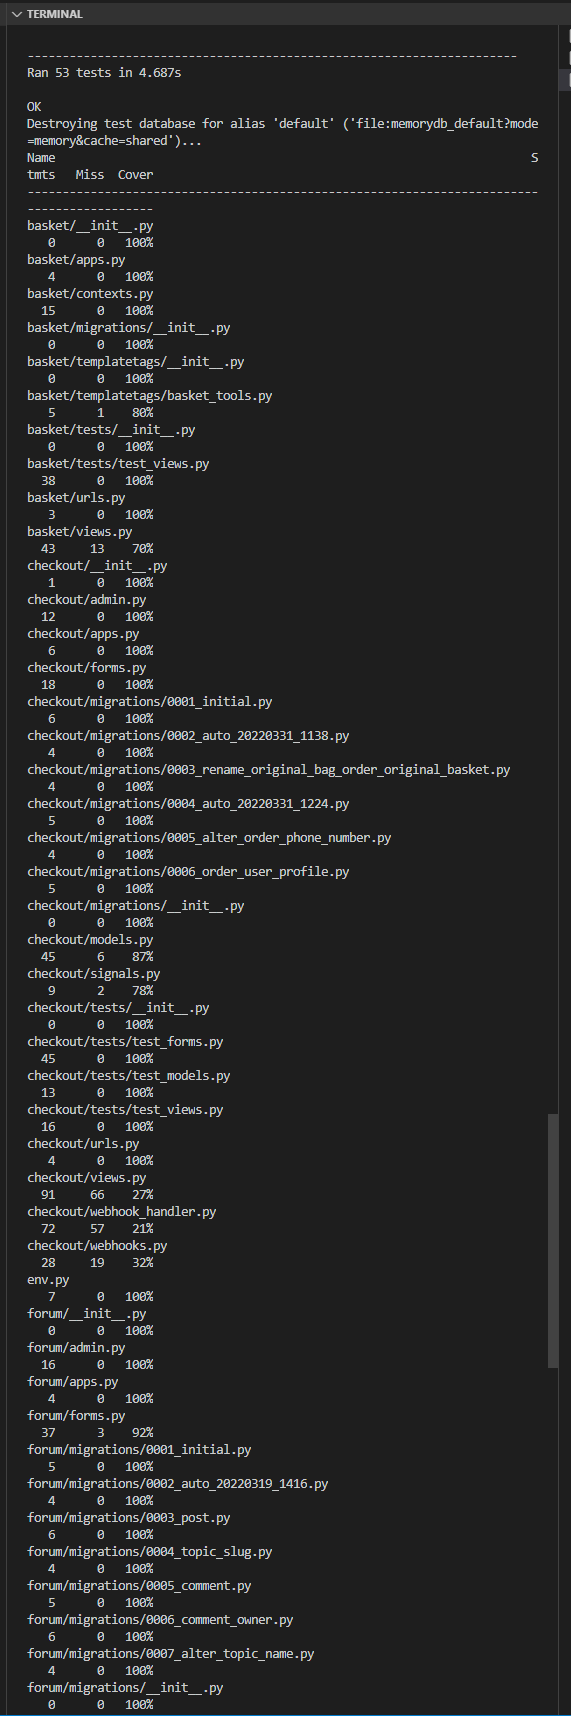 TERMINAL
----------------------------------------------------------------------
Ran 53 tests in 4.687s
OK
Destroying test database for alias 'default' ('file:memorydb_default?mode
=memory&cache=shared')...
Name                                                                    S
tmts   Miss  Cover
-------------------------------------------------------------------------
------------------
basket/__init__.py
   0      0   100%
basket/apps.py
   4      0   100%
basket/contexts.py
  15      0   100%
basket/migrations/__init__.py
   0      0   100%
basket/templatetags/__init__.py
   0      0   100%
basket/templatetags/basket_tools.py
   5      1    80%
basket/tests/__init__.py
   0      0   100%
basket/tests/test_views.py
  38      0   100%
basket/urls.py
   3      0   100%
basket/views.py
  43     13    70%
checkout/__init__.py
   1      0   100%
checkout/admin.py
  12      0   100%
checkout/apps.py
   6      0   100%
checkout/forms.py
  18      0   100%
checkout/migrations/0001_initial.py
   6      0   100%
checkout/migrations/0002_auto_20220331_1138.py
   4      0   100%
checkout/migrations/0003_rename_original_bag_order_original_basket.py
   4      0   100%
checkout/migrations/0004_auto_20220331_1224.py
   5      0   100%
checkout/migrations/0005_alter_order_phone_number.py
   4      0   100%
checkout/migrations/0006_order_user_profile.py
   5      0   100%
checkout/migrations/__init__.py
   0      0   100%
checkout/models.py
  45      6    87%
checkout/signals.py
   9      2    78%
checkout/tests/__init__.py
   0      0   100%
checkout/tests/test_forms.py
  45      0   100%
checkout/tests/test_models.py
  13      0   100%
checkout/tests/test_views.py
  16      0   100%
checkout/urls.py
   4      0   100%
checkout/views.py
  91     66    27%
checkout/webhook_handler.py
  72     57    21%
checkout/webhooks.py
  28     19    32%
env.py
   7      0   100%
forum/__init__.py
   0      0   100%
forum/admin.py
  16      0   100%
forum/apps.py
   4      0   100%
forum/forms.py
  37      3    92%
forum/migrations/0001_initial.py
   5      0   100%
forum/migrations/0002_auto_20220319_1416.py
   4      0   100%
forum/migrations/0003_post.py
   6      0   100%
forum/migrations/0004_topic_slug.py
   4      0   100%
forum/migrations/0005_comment.py
   5      0   100%
forum/migrations/0006_comment_owner.py
   6      0   100%
forum/migrations/0007_alter_topic_name.py
   4      0   100%
forum/migrations/__init__.py
   0      0   100%